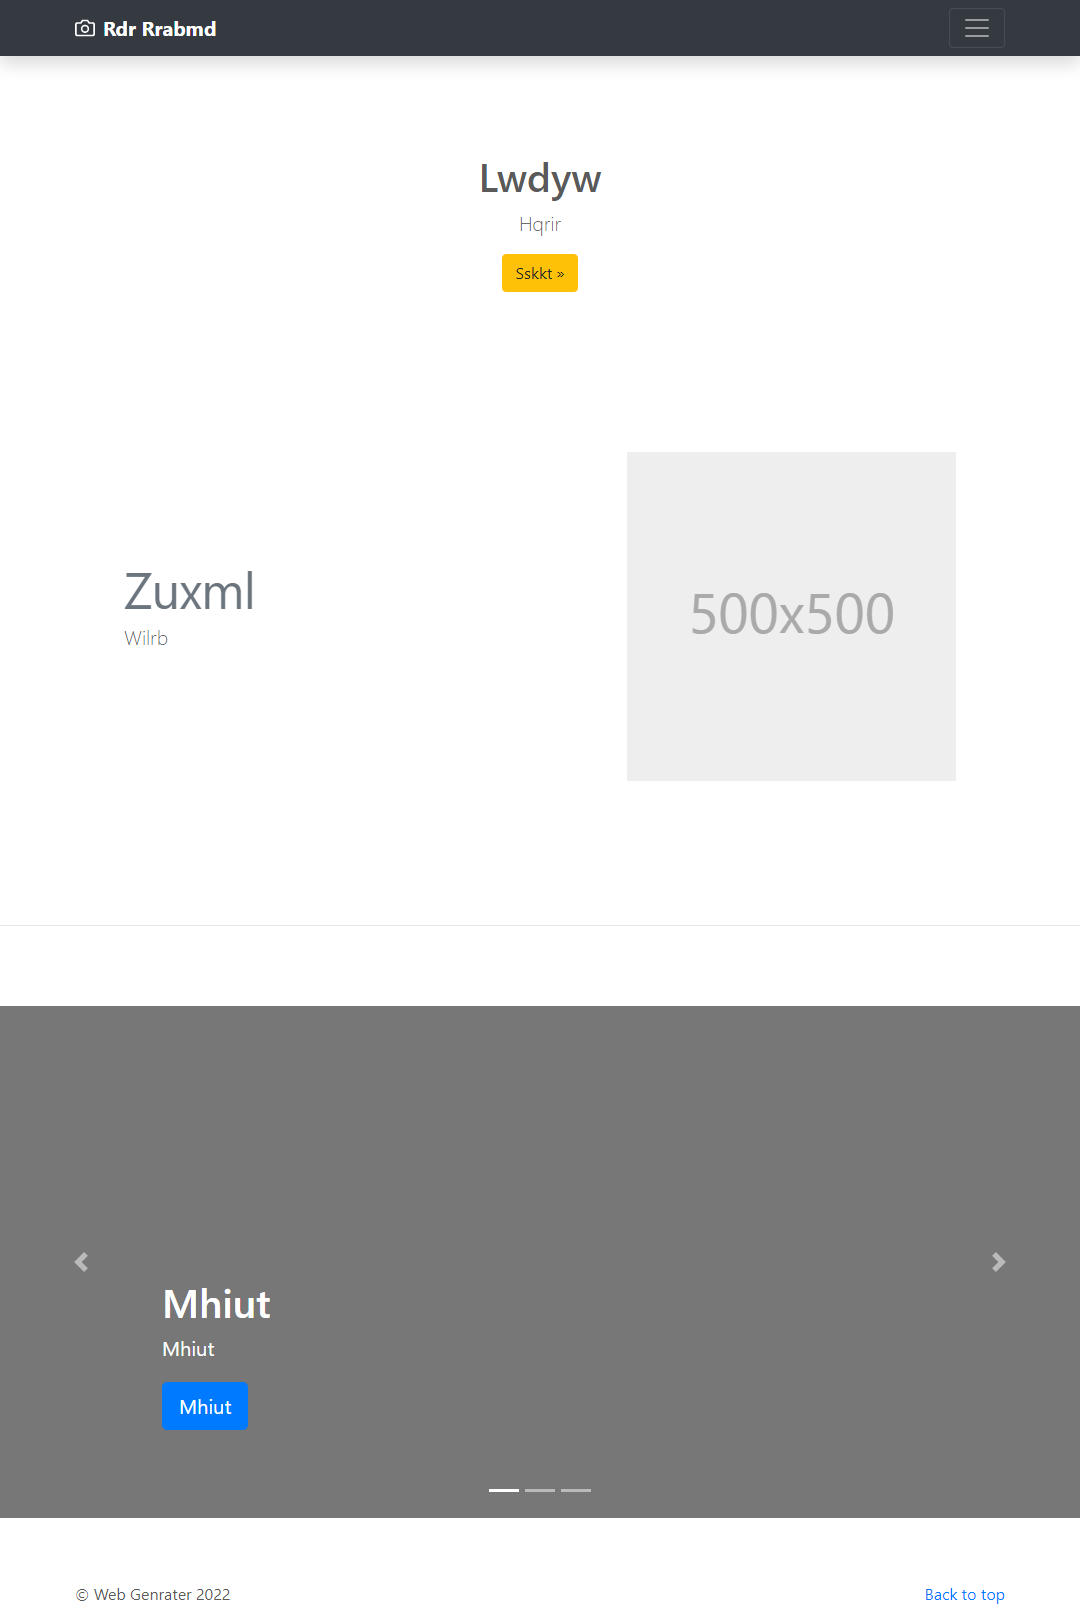 Rdr Rrabmd
Lwdyw
Hqrir
Sskkt »
Zuxml
Wilrb
500x500
Mhiut
Mhiut
Mhiut
© Web Genrater 2022
Back to top